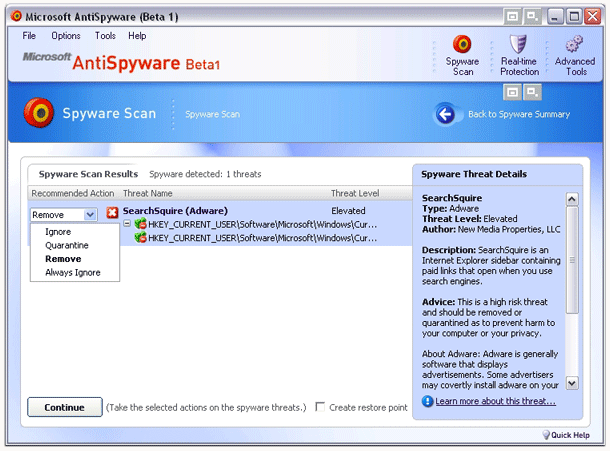 Microsoft AntiSpyware (Beta 1)
File Options Tools Help
Microsoft AntiSpyware Beta1
Spyware Scan
Real-time Protection
Advanced Tools
Spyware Scan
Spyware Scan
Back to Spyware Summary
Spyware Scan Results Spyware detected: 1 threats
Recommended Action Threat Name Threat Level
Remove SearchSquire (Adware) Elevated
HKEY_CURRENT_USER\Software\Microsoft\Windows\Cur...
HKEY_CURRENT_USER\Software\Microsoft\Windows\Cur...
Ignore
Quarantine
Remove
Always Ignore
Spyware Threat Details
SearchSquire
Type: Adware
Threat Level: Elevated
Author: New Media Properties, LLC
Description: SearchSquire is an
Internet Explorer sidebar containing
paid links that open when you use
search engines.
Advice: This is a high risk threat
and should be removed or
quarantined as to prevent harm to
your computer or your privacy.
About Adware: Adware is generally
software that displays
advertisements. Some advertisers
may covertly install adware on your
Learn more about this threat...
Continue (Take the selected actions on the spyware threats.) Create restore point
Quick Help